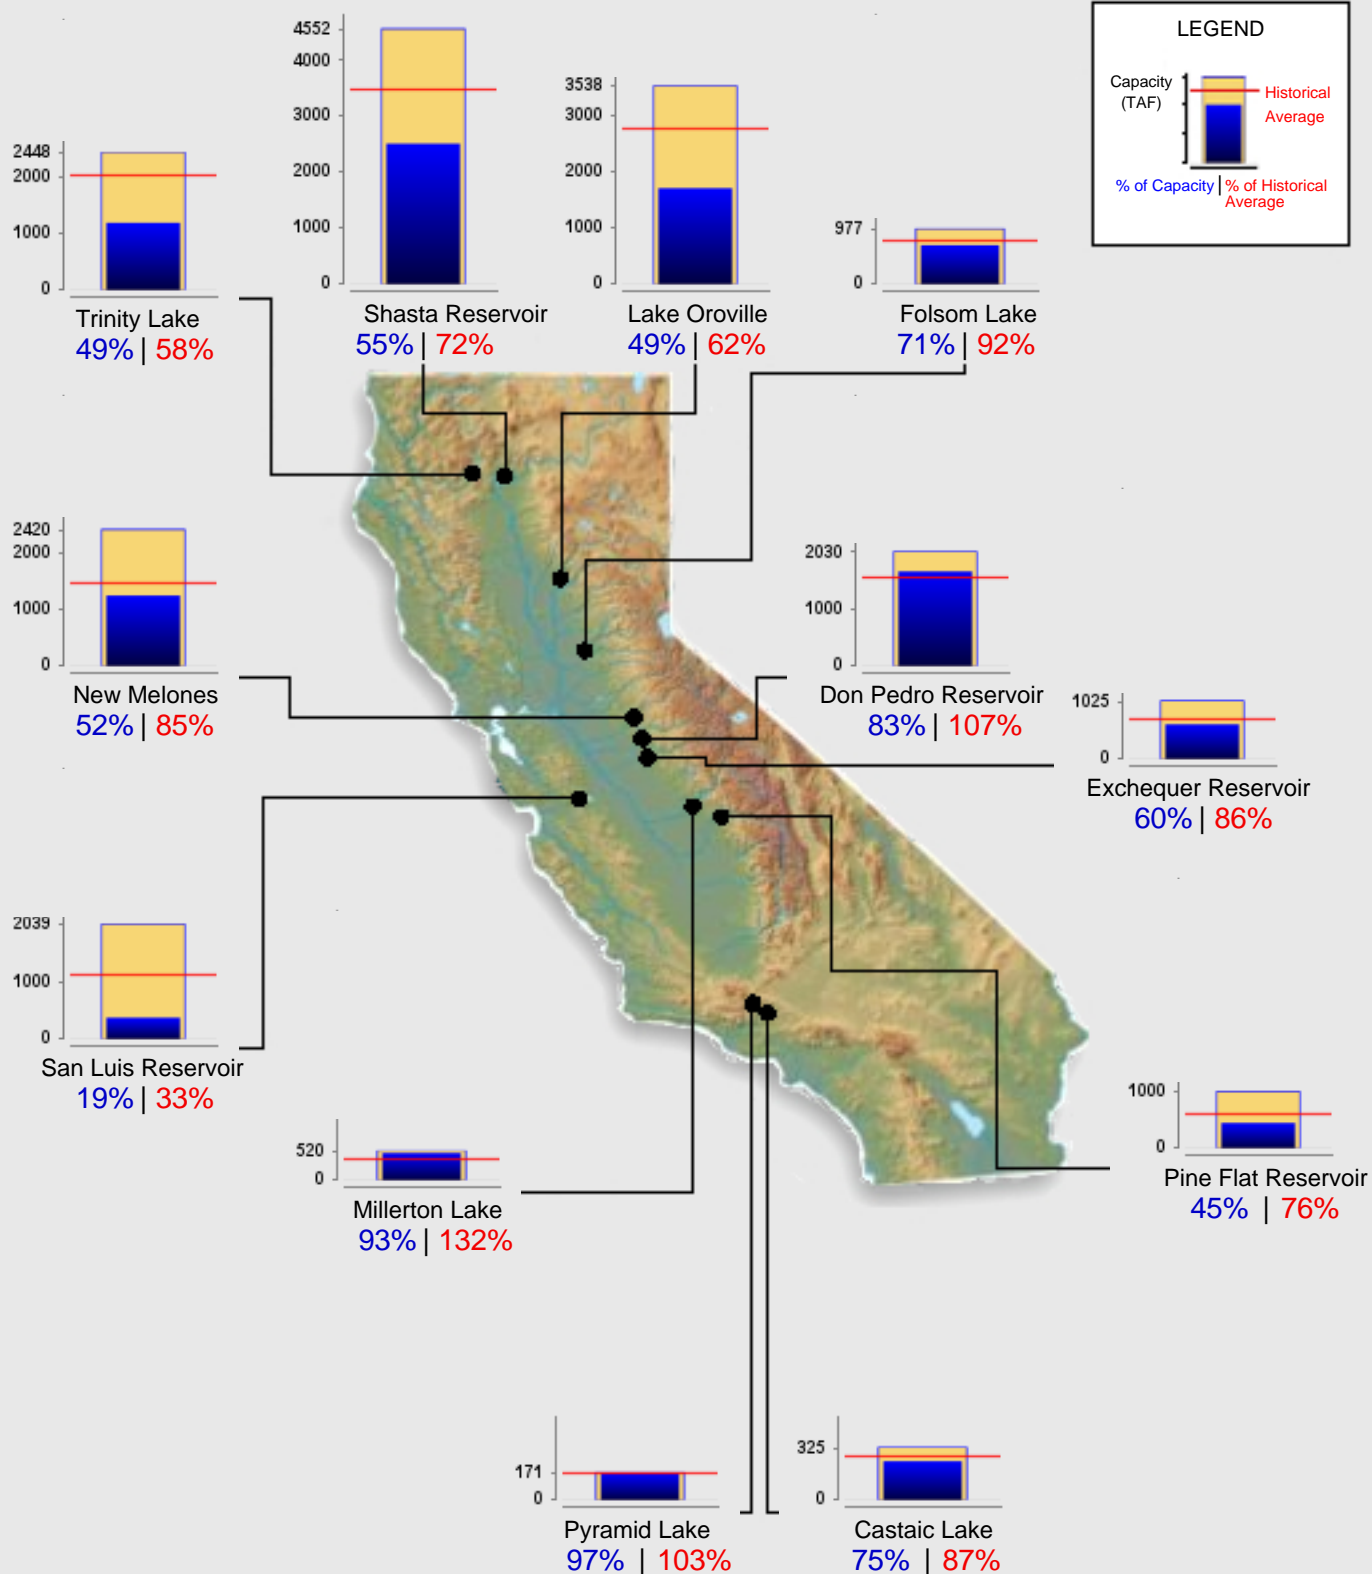 LEGEND
Capacity
(TAF)
Historical
Average
% of Capacity | % of Historical
Average
4552
4000
3000
2000
1000
0
Shasta Reservoir
55% | 72%
3538
3000
2000
1000
0
Lake Oroville
49% | 62%
2448
2000
1000
0
Trinity Lake
49% | 58%
977
0
Folsom Lake
71% | 92%
2420
2000
1000
0
New Melones
52% | 85%
2030
1000
0
Don Pedro Reservoir
83% | 107%
1025
0
Exchequer Reservoir
60% | 86%
2039
1000
0
San Luis Reservoir
19% | 33%
520
0
Millerton Lake
93% | 132%
1000
0
Pine Flat Reservoir
45% | 76%
171
0
Pyramid Lake
97% | 103%
325
0
Castaic Lake
75% | 87%